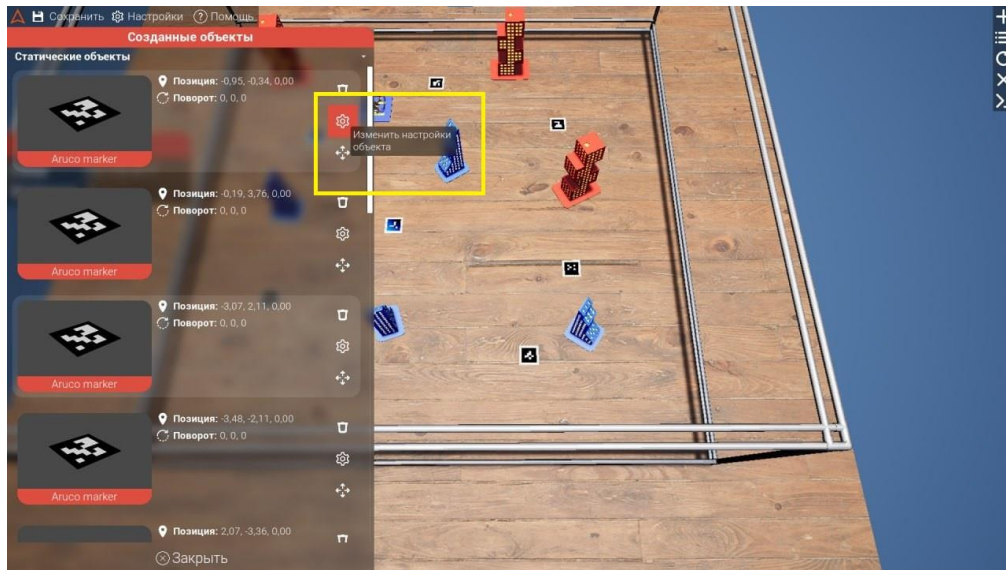 Сохранить Настройки Помощь
Созданные объекты
Статические объекты
Позиция: -0,95, -0,34, 0,00
Поворот: 0, 0, 0
Изменить настройки
объекта
Aruco marker
Позиция: -0,19, 3,76, 0,00
Поворот: 0, 0, 0
Aruco marker
Позиция: -3,07, 2,11, 0,00
Поворот: 0, 0, 0
Aruco marker
Позиция: -3,48, -2,11, 0,00
Поворот: 0, 0, 0
Aruco marker
Позиция: 2,07, -3,36, 0,00
Закрыть